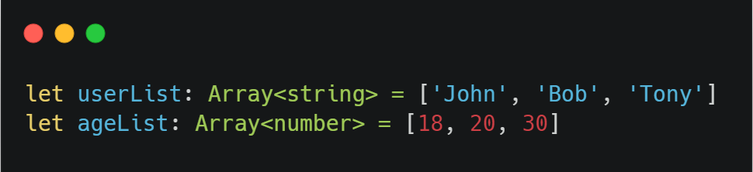 let userList: Array<string> = ['John', 'Bob', 'Tony']
let ageList: Array<number> = [18, 20, 30]